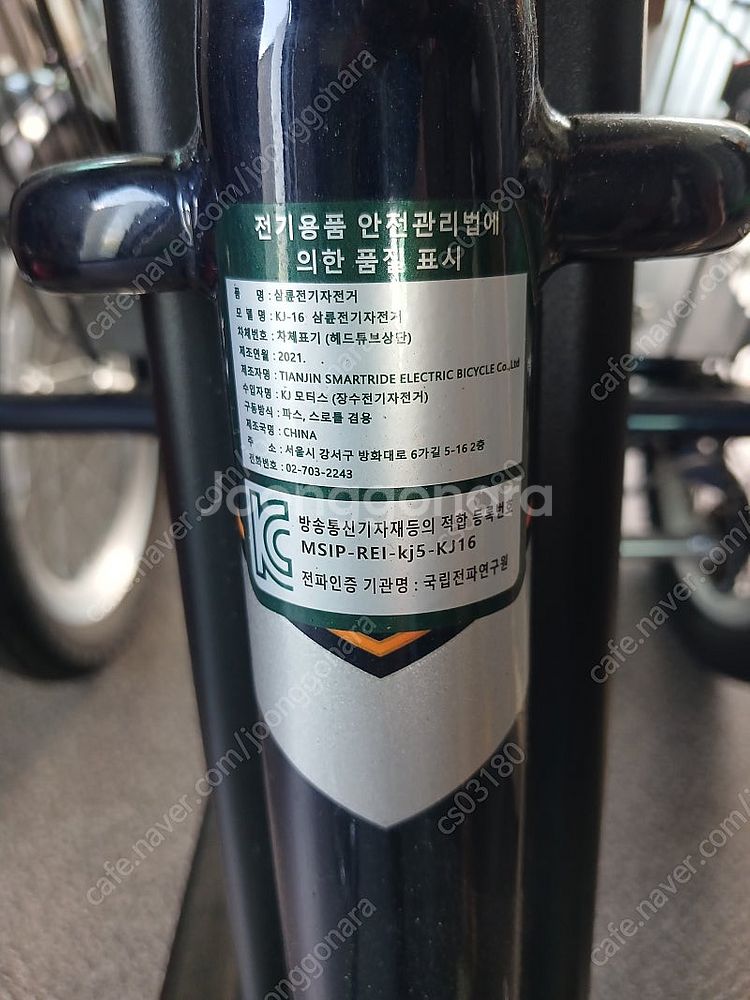 전기용품 안전관리법에
의한 품질 표시
품 명 : 삼륜전기자전거
모 델 명 : KJ-16 삼륜전기자전거
차체번호 : 차체표기 (헤드튜브상단)
제조연월 : 2021.
제조자명 : TIANJIN SMARTRIDE ELECTRIC BICYCLE Co.,Ltd
수입자명 : KJ 모터스 (장수전기자전거)
구동방식 : 파스, 스로틀 겸용
제조국명 : CHINA
주 소 : 서울시 강서구 방화대로 6가길 5-16 2층
전화번호 : 02-703-2243
Joonggonara
방송통신기자재등의 적합 등록번호
MSIP-REI-kj5-KJ16
전파인증 기관명 : 국립전파연구원
cafe.naver.com/joonggonara
cs03180